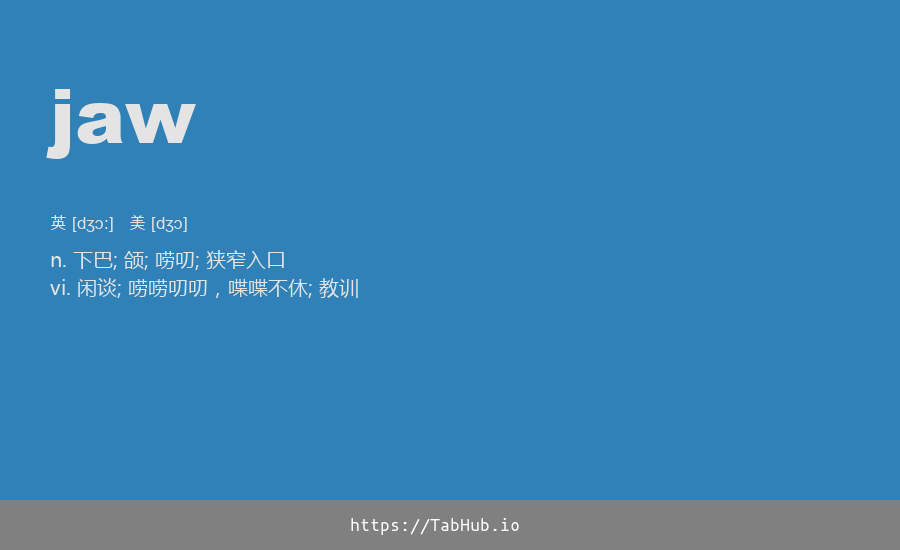 jaw
英 [dʒɔː] 美 [dʒɔ]
n. 下巴; 颌; 唠叨; 狭窄入口
vi. 闲谈; 唠唠叨叨，喋喋不休; 教训
https://TabHub.io